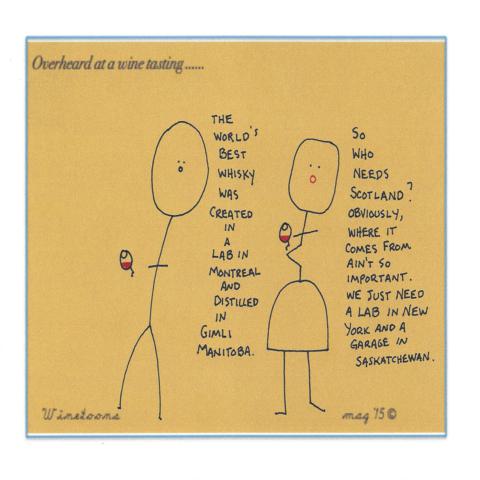 Overheard at a wine tasting......
THE
WORLD'S
BEST
WHISKY
WAS
CREATED
IN
A
LAB IN
MONTREAL
AND
DISTILLED
IN
GIMLI
MANITOBA.
SO
WHO
NEEDS
SCOTLAND?
OBVIOUSLY,
WHERE IT
COMES FROM
AIN'T SO
IMPORTANT.
WE JUST NEED
A LAB IN NEW
YORK AND A
GARAGE IN
SASKATCHEWAN.
Winetoons
mag '15 ©